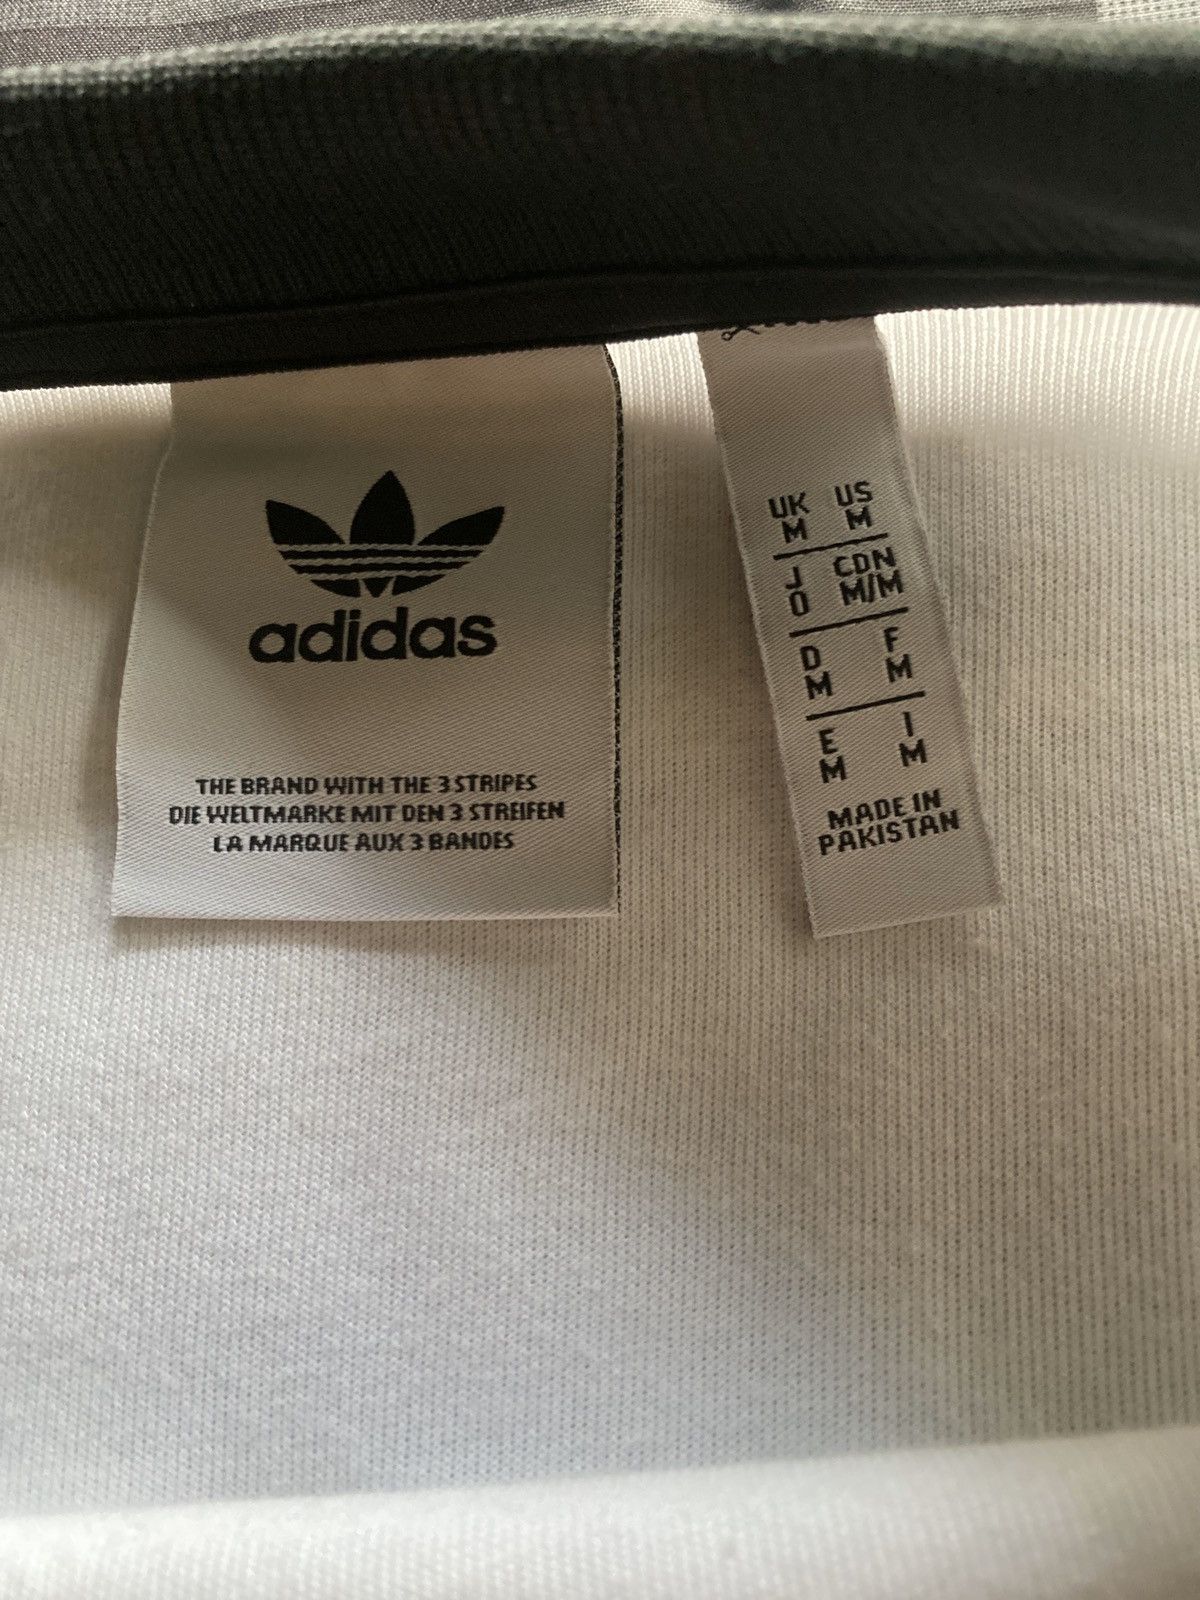 adidas
THE BRAND WITH THE 3 STRIPES
DIE WELTMARKE MIT DEN 3 STREIFEN
LA MARQUE AUX 3 BANDES
UK US
M M
J CDN
O M/M
D F
M M
E I
M M
MADE IN
PAKISTAN